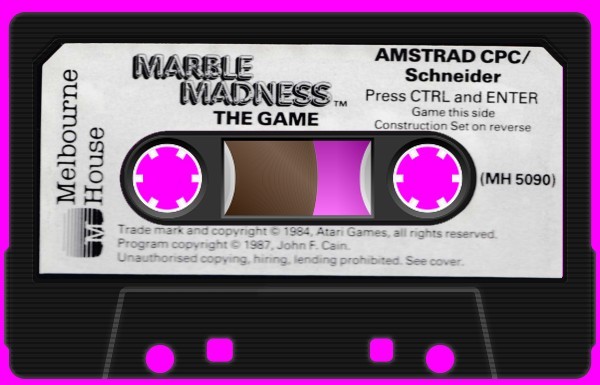 MARBLE
MADNESS™
THE GAME
AMSTRAD CPC/
Schneider
Press CTRL and ENTER
Game this side
Construction Set on reverse
Melbourne
House
(MH 5090)
Trade mark and copyright © 1984, Atari Games, all rights reserved.
Program copyright © 1987, John F. Cain.
Unauthorised copying, hiring, lending prohibited. See cover.